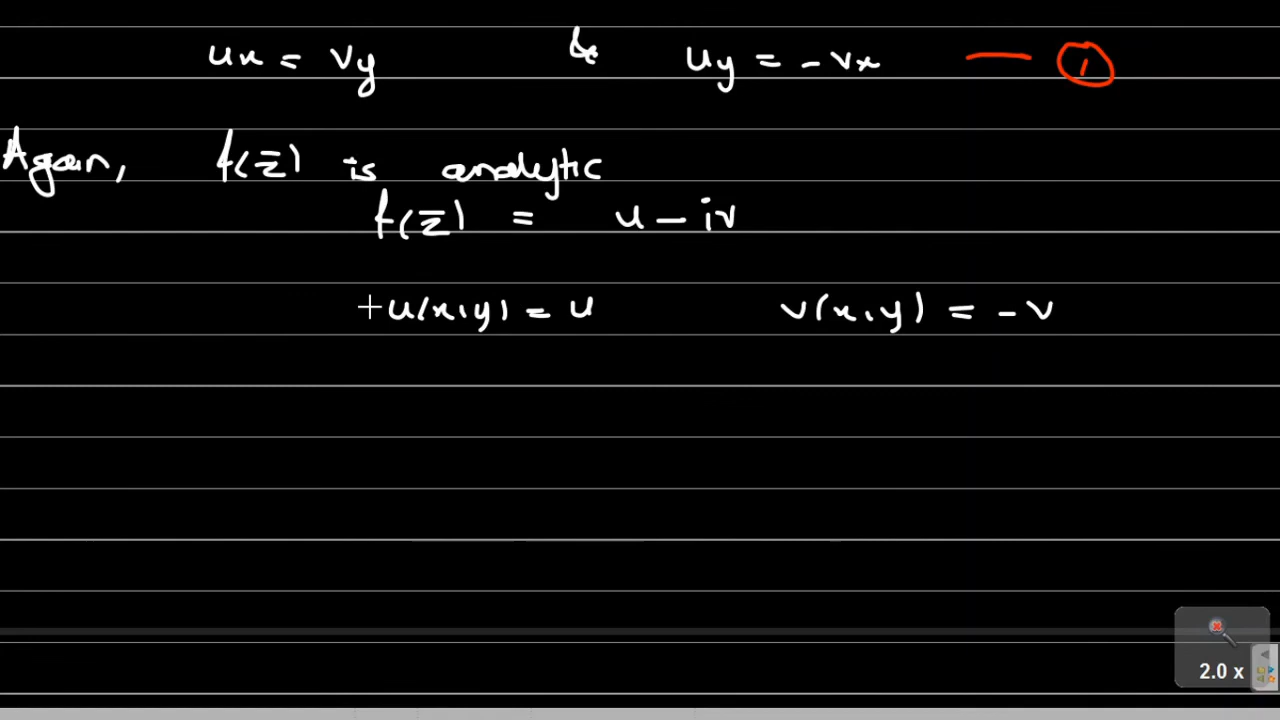 ux = vy & uy = -vx — ①
Again, f(z̅) is analytic
f(z̅) = u - iv
+u(x,y) = u v(x,y) = -v
2.0 x